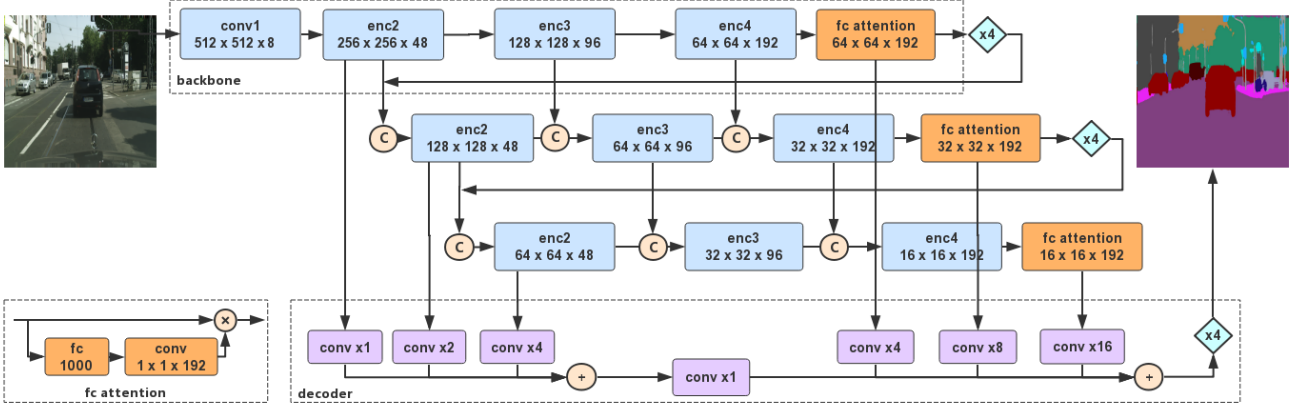 conv1
512 x 512 x 8
enc2
256 x 256 x 48
enc3
128 x 128 x 96
enc4
64 x 64 x 192
fc attention
64 x 64 x 192
x4
backbone
C
enc2
128 x 128 x 48
C
enc3
64 x 64 x 96
C
enc4
32 x 32 x 192
fc attention
32 x 32 x 192
x4
C
enc2
64 x 64 x 48
C
enc3
32 x 32 x 96
C
enc4
16 x 16 x 192
fc attention
16 x 16 x 192
×
fc
1000
conv
1 x 1 x 192
fc attention
conv x1
conv x2
conv x4
conv x4
conv x8
conv x16
x4
+
conv x1
+
decoder